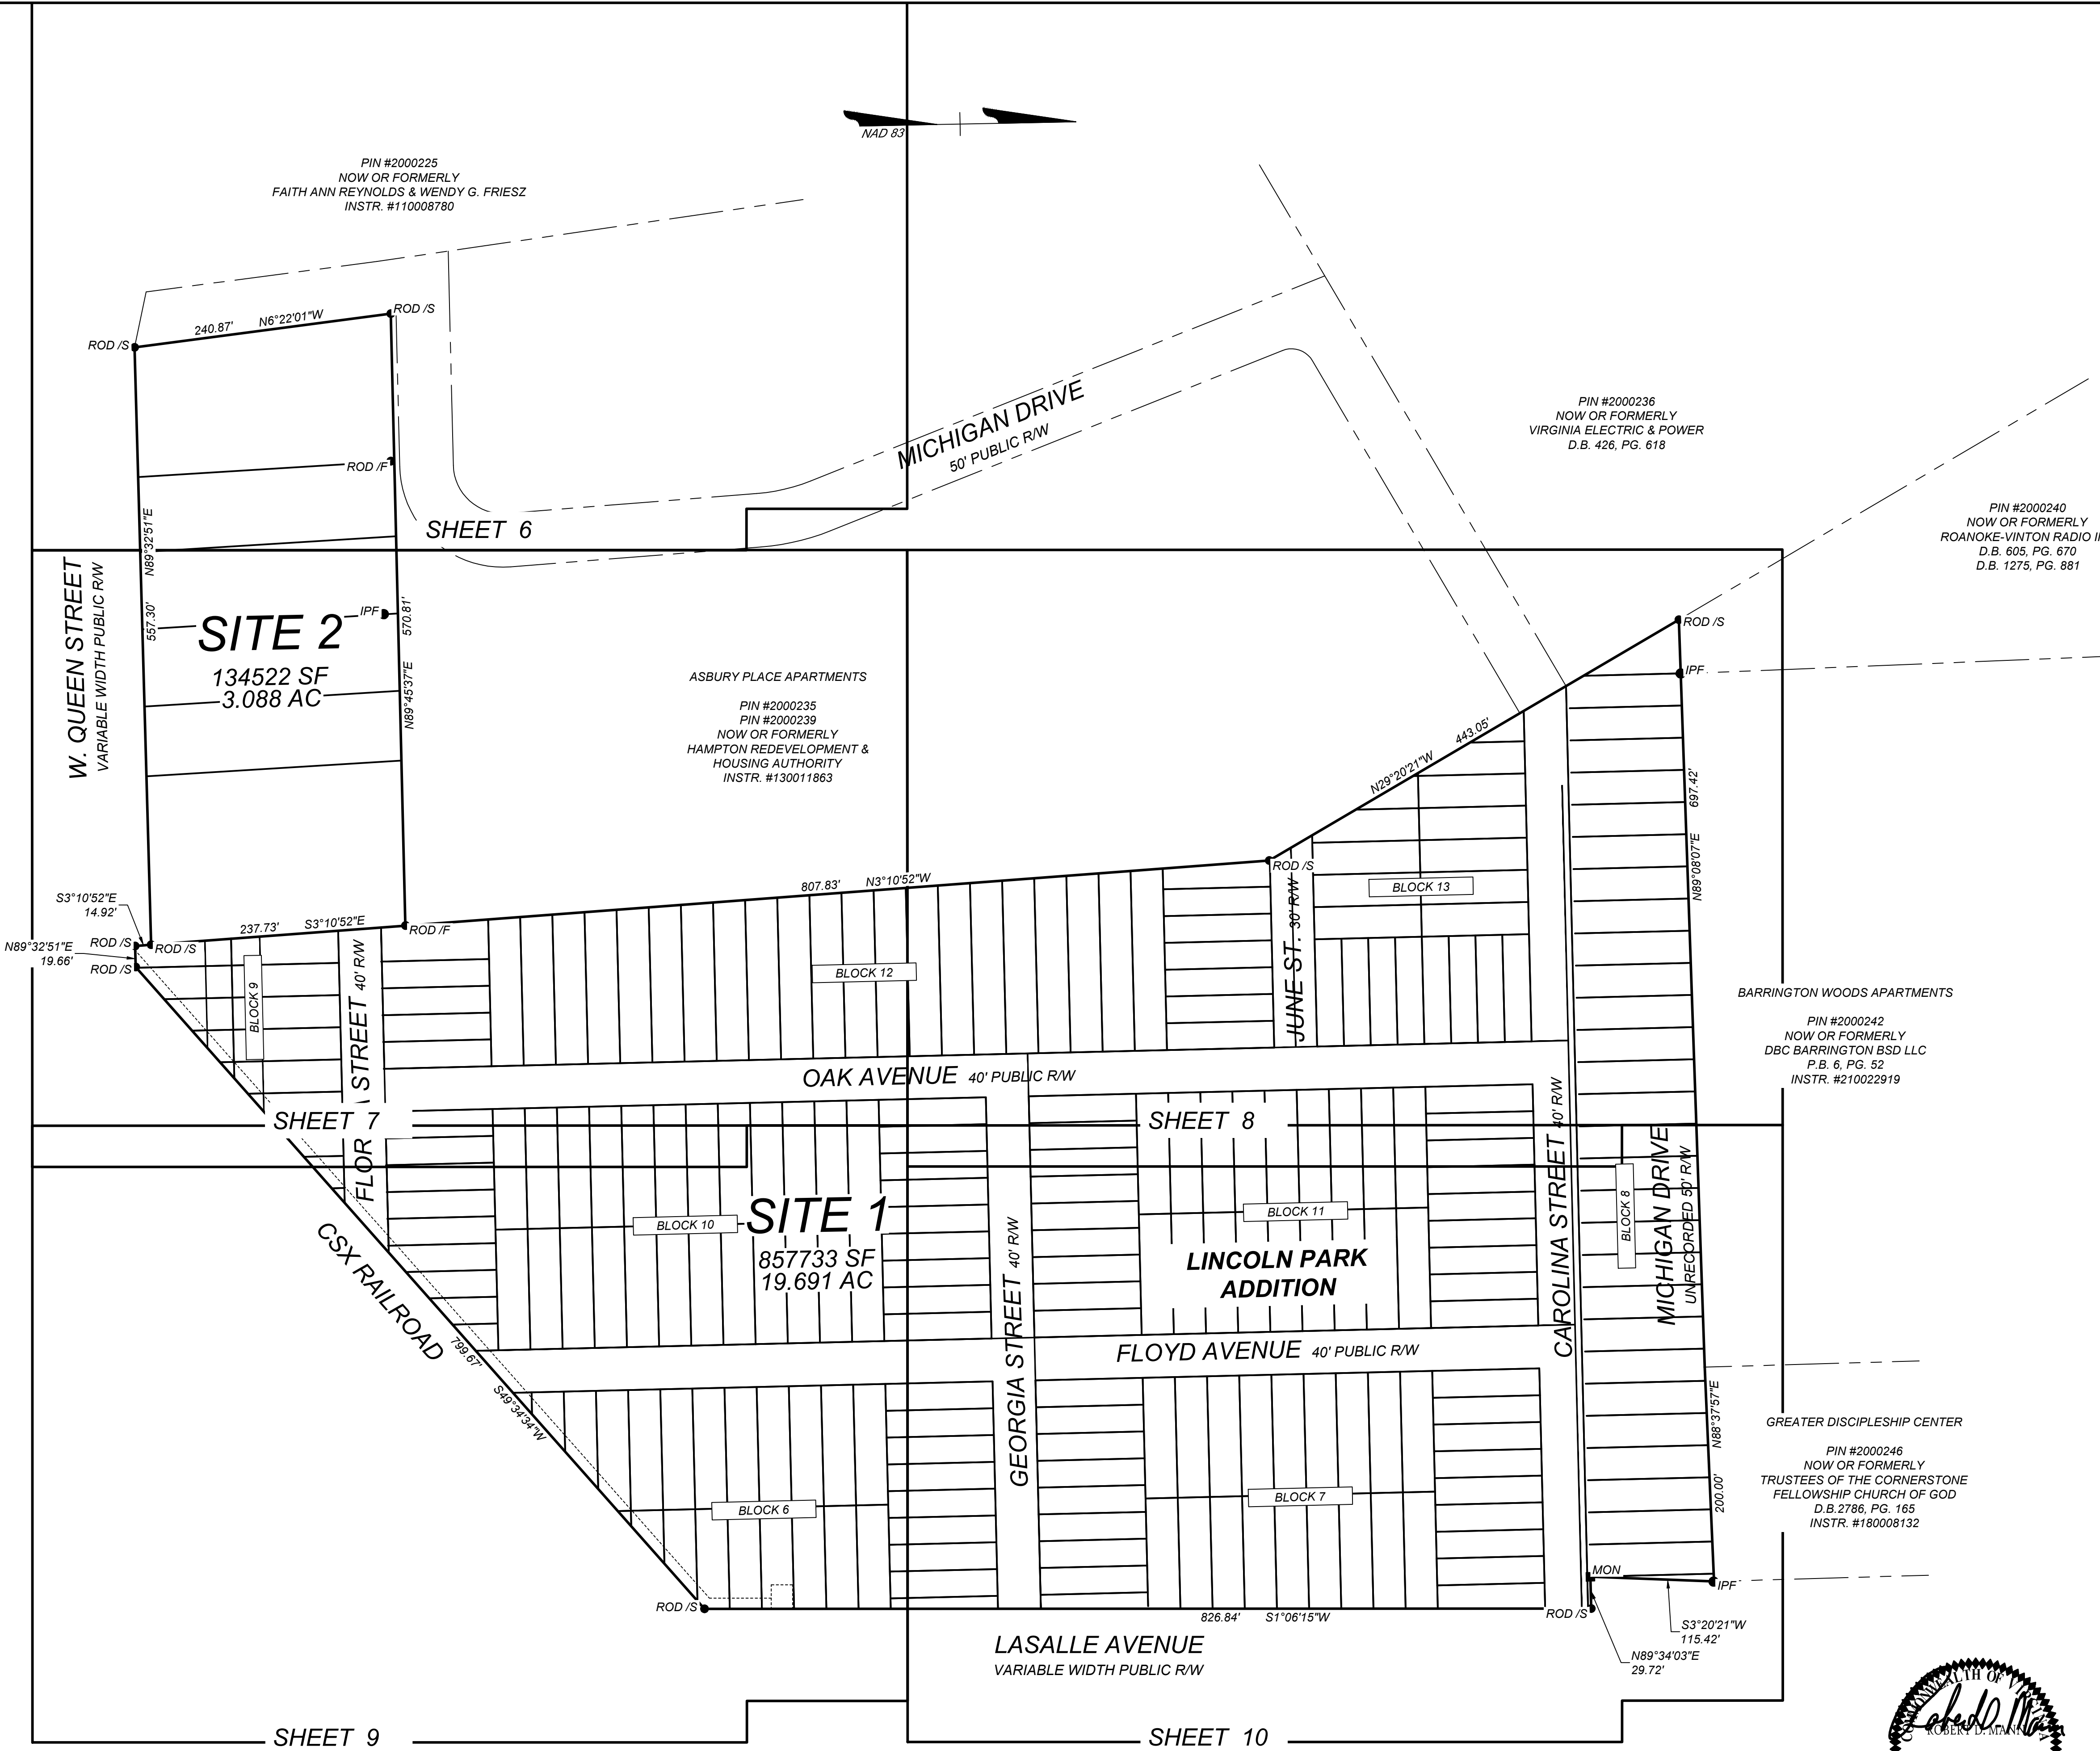 NAD 83
PIN #2000225
NOW OR FORMERLY
FAITH ANN REYNOLDS & WENDY G. FRIESZ
INSTR. #110008780
ROD /S
240.87'
N6°22'01"W
ROD /S
ROD /F
MICHIGAN DRIVE
50' PUBLIC R/W
PIN #2000236
NOW OR FORMERLY
VIRGINIA ELECTRIC & POWER
D.B. 426, PG. 618
PIN #2000240
NOW OR FORMERLY
ROANOKE-VINTON RADIO
D.B. 605, PG. 670
D.B. 1275, PG. 881
SHEET 6
N89°32'51"E
557.30'
W. QUEEN STREET
VARIABLE WIDTH PUBLIC R/W
SITE 2
134522 SF
3.088 AC
IPF
570.81'
N89°45'37"E
ASBURY PLACE APARTMENTS
PIN #2000235
PIN #2000239
NOW OR FORMERLY
HAMPTON REDEVELOPMENT &
HOUSING AUTHORITY
INSTR. #130011863
ROD /S
IPF
443.05'
N29°20'21"W
697.42'
N89°08'07"E
ROD /S
807.83'
N3°10'52"W
BLOCK 13
S3°10'52"E
14.92'
237.73'
S3°10'52"E
ROD /F
N89°32'51"E
19.66'
ROD /S
ROD /S
ROD /S
BLOCK 9
BLOCK 12
JUNE ST. 30' R/W
FLOR A STREET 40' R/W
OAK AVENUE 40' PUBLIC R/W
BARRINGTON WOODS APARTMENTS
PIN #2000242
NOW OR FORMERLY
DBC BARRINGTON BSD LLC
P.B. 6, PG. 52
INSTR. #210022919
SHEET 7
SHEET 8
CAROLINA STREET 40' R/W
MICHIGAN DRIVE
UNRECORDED 50' R/W
BLOCK 8
BLOCK 10
SITE 1
857733 SF
19.691 AC
BLOCK 11
LINCOLN PARK
ADDITION
GEORGIA STREET 40' R/W
CSX RAILROAD
799.67'
S49°34'34"W
FLOYD AVENUE 40' PUBLIC R/W
N88°37'57"E
200.00'
GREATER DISCIPLESHIP CENTER
PIN #2000246
NOW OR FORMERLY
TRUSTEES OF THE CORNERSTONE
FELLOWSHIP CHURCH OF GOD
D.B.2786, PG. 165
INSTR. #180008132
BLOCK 6
BLOCK 7
MON
IPF
ROD /S
826.84'
S1°06'15"W
ROD /S
S3°20'21"W
115.42'
N89°34'03"E
29.72'
LASALLE AVENUE
VARIABLE WIDTH PUBLIC R/W
SHEET 9
SHEET 10
COMMONWEALTH OF VIRGINIA
ROBERT D. MANN